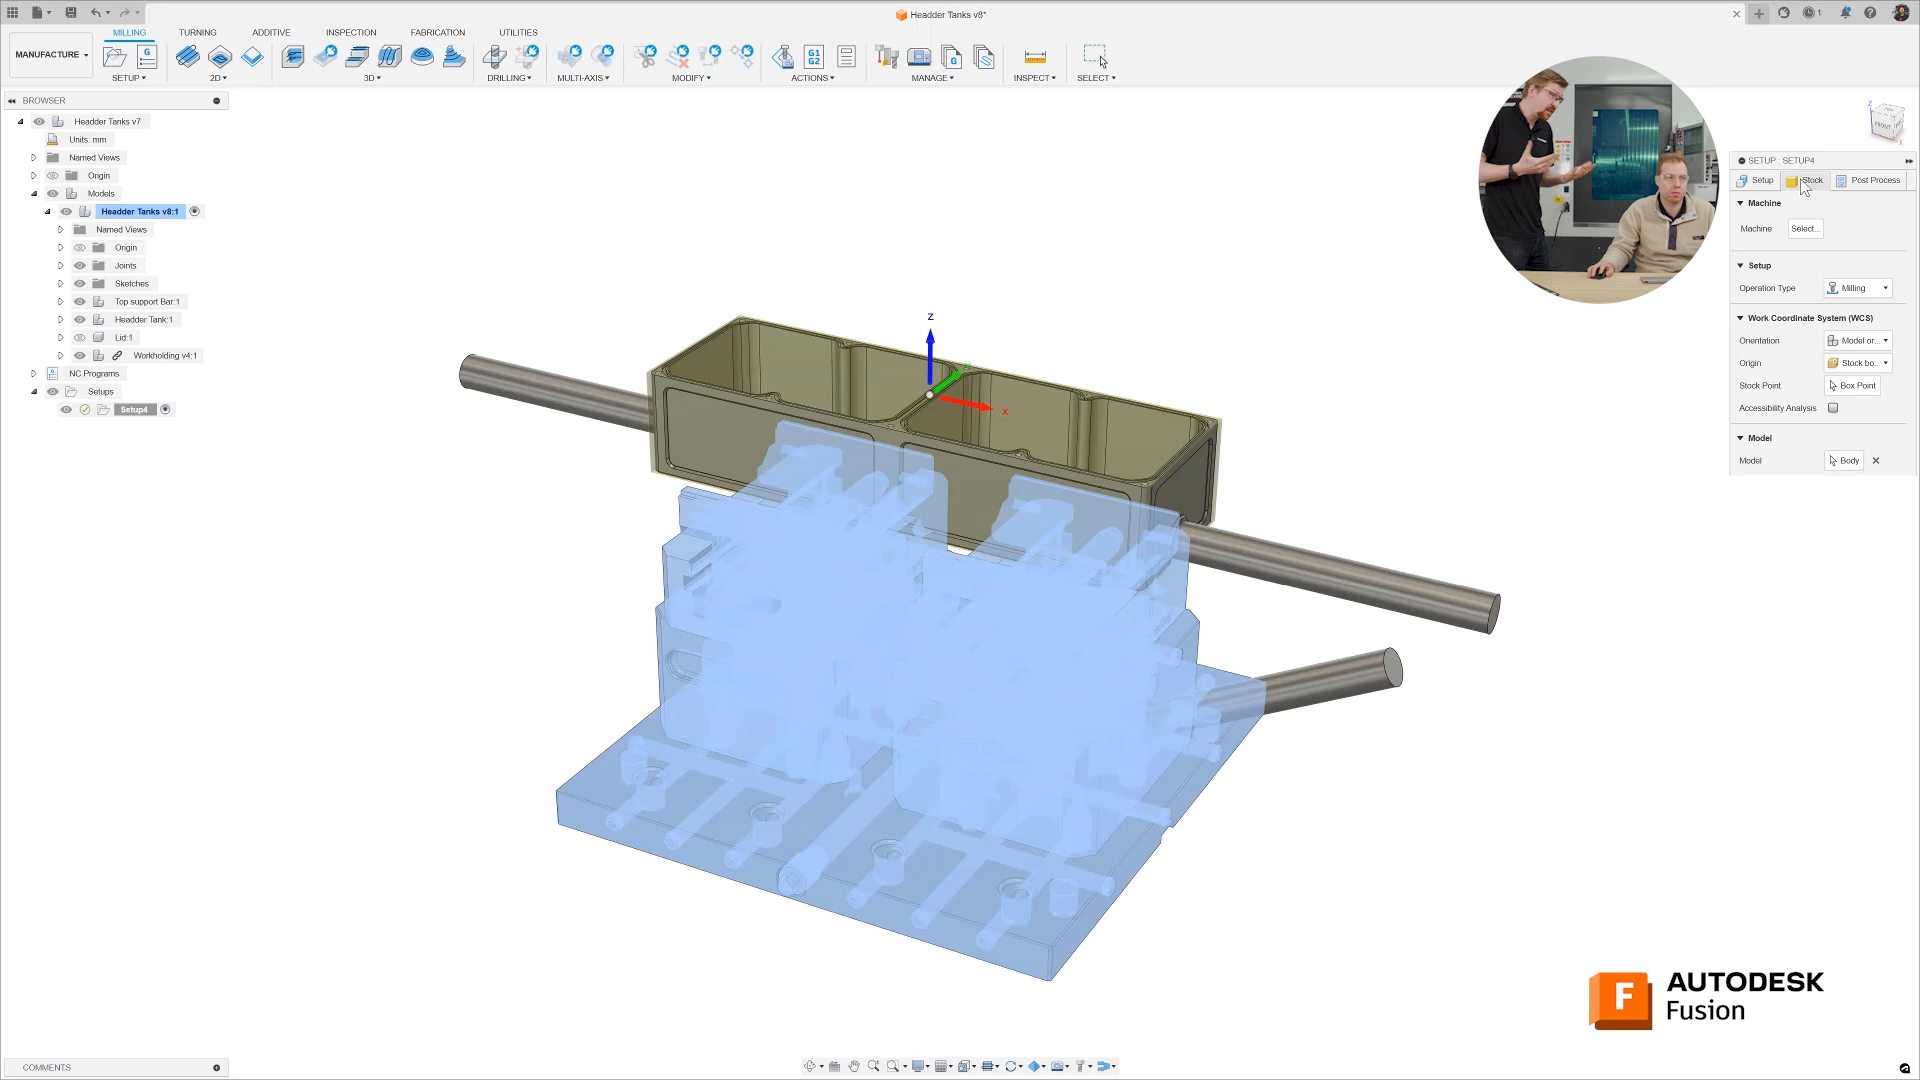 Headder Tanks v8*
1
MILLING TURNING ADDITIVE INSPECTION FABRICATION UTILITIES
MANUFACTURE
G
G1
G2
G
SETUP 2D 3D DRILLING MULTI-AXIS MODIFY ACTIONS MANAGE INSPECT SELECT
BROWSER
Headder Tanks v7
Units: mm
Named Views
Origin
Models
Headder Tanks v8:1
Named Views
Origin
Joints
Sketches
Top support Bar:1
Headder Tank:1
Lid:1
Workholding v4:1
NC Programs
Setups
Setup4
Z
X
Z
FRONT
X
SETUP : SETUP4
Setup Stock Post Process
Machine
Machine Select...
Setup
Operation Type Milling
Work Coordinate System (WCS)
Orientation Model or...
Origin Stock bo...
Stock Point Box Point
Accessibility Analysis
Model
Model Body
F
AUTODESK
Fusion
COMMENTS